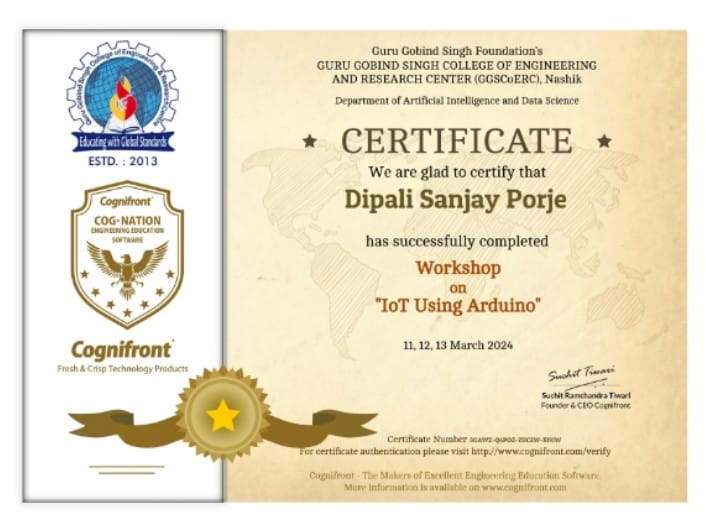 Guru Gobind Singh College of Engineering & Research Centre
Educating with Global Standards
ESTD. : 2013
Cognifront
COG-NATION
ENGINEERING EDUCATION
SOFTWARE
Cognifront
Fresh & Crisp Technology Products
Guru Gobind Singh Foundation's
GURU GOBIND SINGH COLLEGE OF ENGINEERING
AND RESEARCH CENTER (GGSCoERC), Nashik
Department of Artificial Intelligence and Data Science
CERTIFICATE
We are glad to certify that
Dipali Sanjay Porje
has successfully completed
Workshop
on
"IoT Using Arduino"
11, 12, 13 March 2024
Suchit Tiwari
Suchit Ramchandra Tiwari
Founder & CEO Cognifront
Certificate Number
For certificate authentication please visit http://www.cognifront.com/verify
Cognifront - The Makers of Excellent Engineering Education Software
More information is available on www.cognifront.com